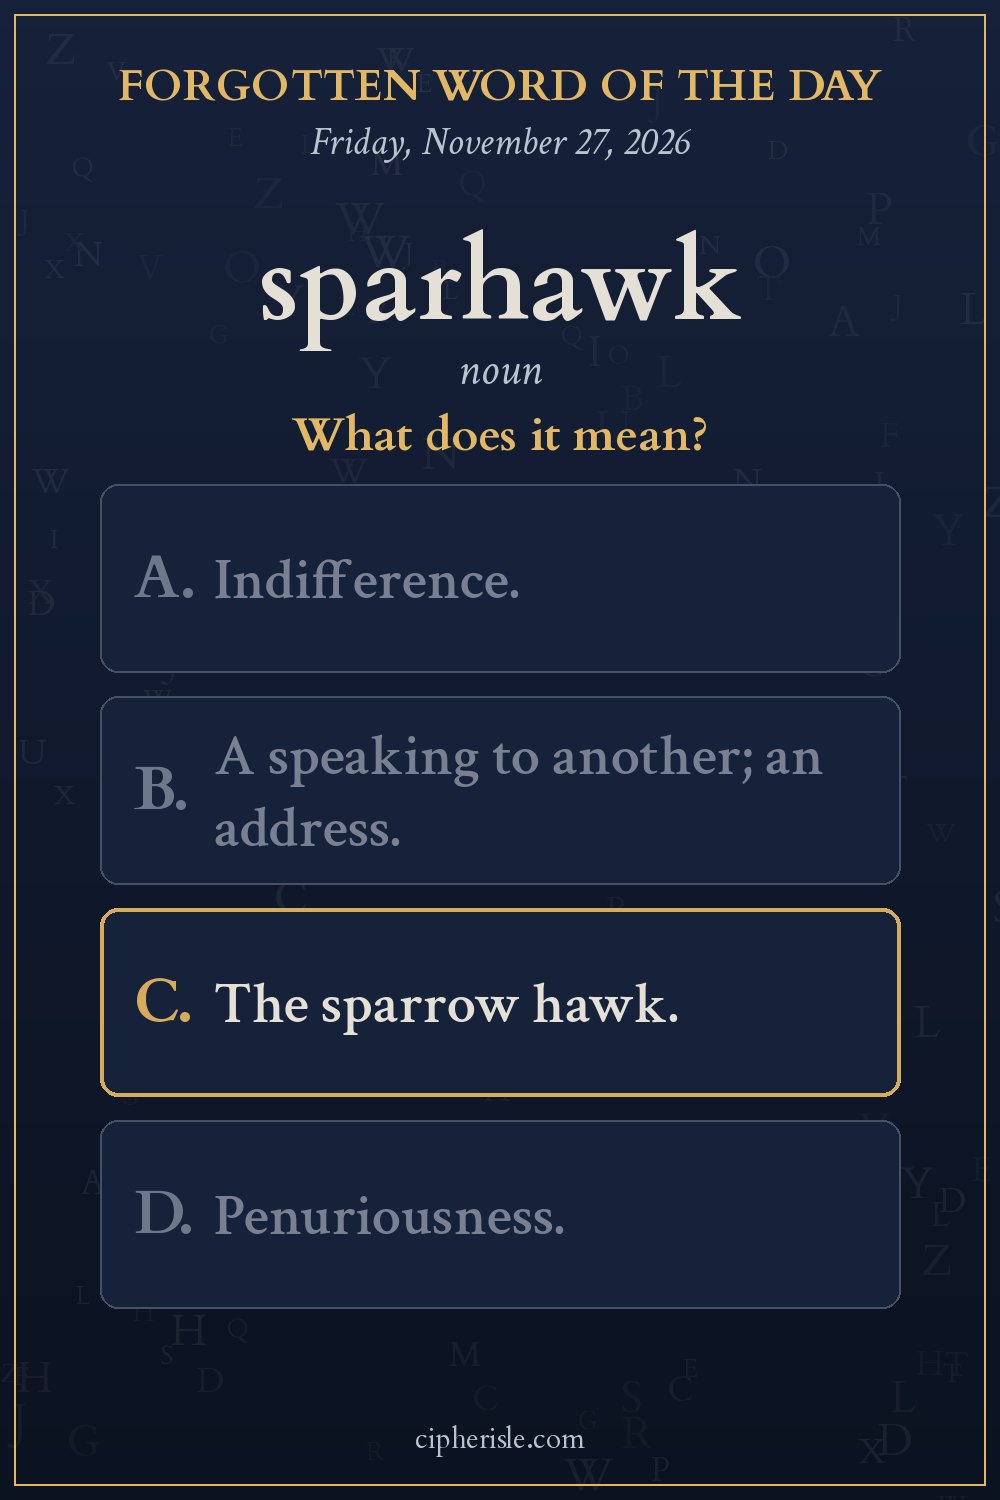 FORGOTTEN WORD OF THE DAY
Friday, November 27, 2026
sparhawk
noun
What does it mean?
A. Indifference.
B. A speaking to another; an
address.
C. The sparrow hawk.
D. Penuriousness.
cipherisle.com